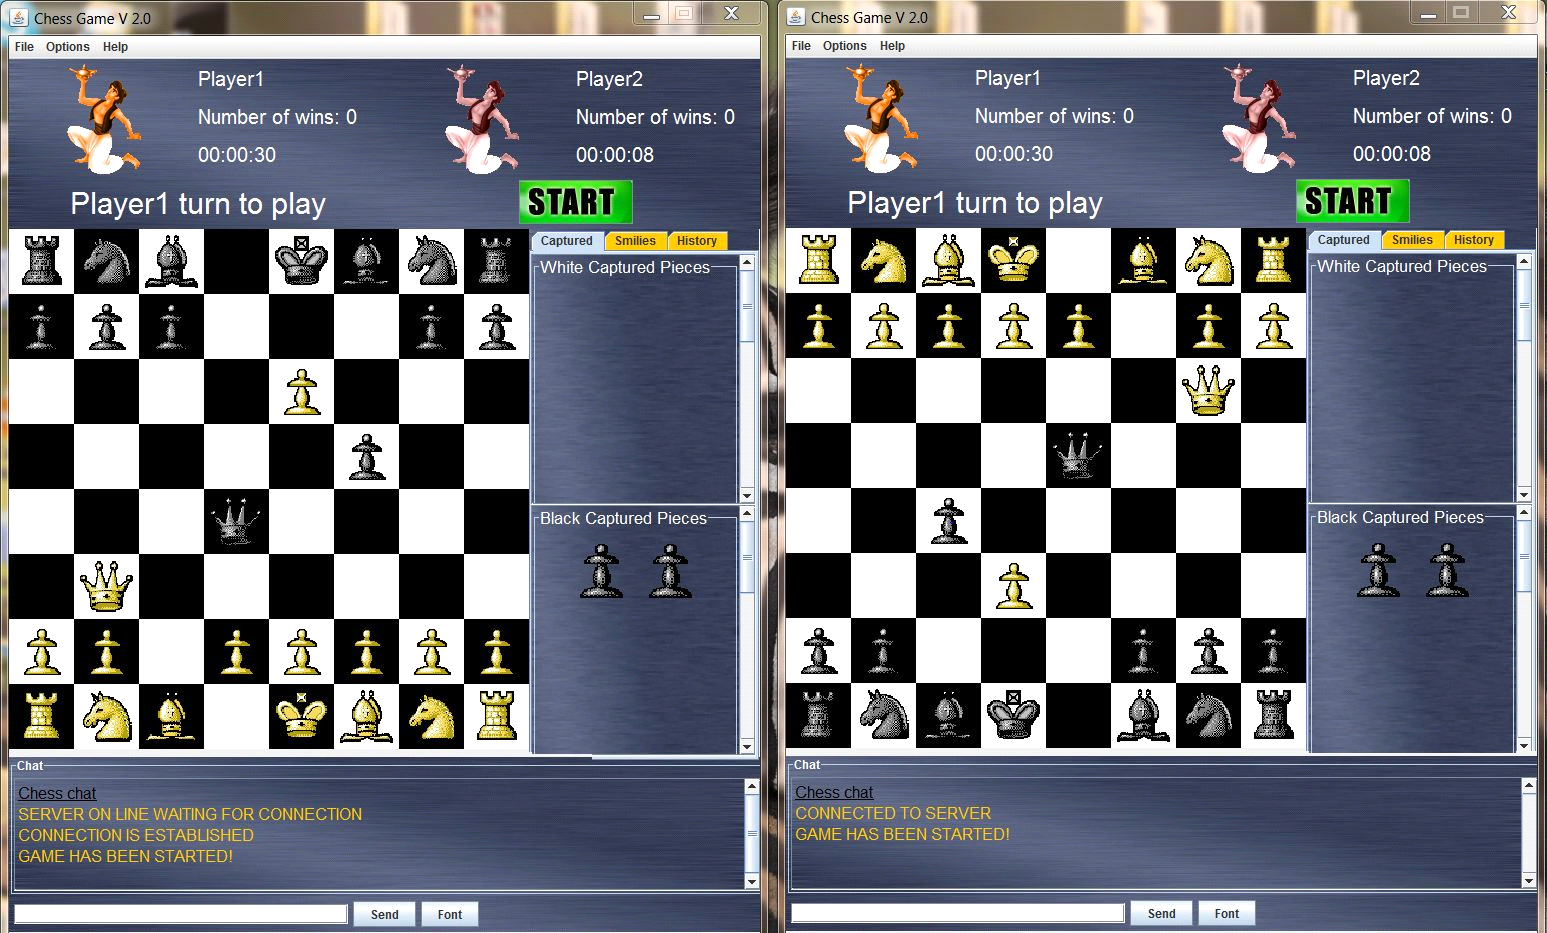 Chess Game V 2.0
File Options Help
Player1
Number of wins: 0
00:00:30
Player2
Number of wins: 0
00:00:08
Player1 turn to play
START
Captured Smilies History
White Captured Pieces
Black Captured Pieces
Chat
Chess chat
SERVER ON LINE WAITING FOR CONNECTION
CONNECTION IS ESTABLISHED
GAME HAS BEEN STARTED!
Send Font
Chess Game V 2.0
File Options Help
Player1
Number of wins: 0
00:00:30
Player2
Number of wins: 0
00:00:08
Player1 turn to play
START
Captured Smilies History
White Captured Pieces
Black Captured Pieces
Chat
Chess chat
CONNECTED TO SERVER
GAME HAS BEEN STARTED!
Send Font